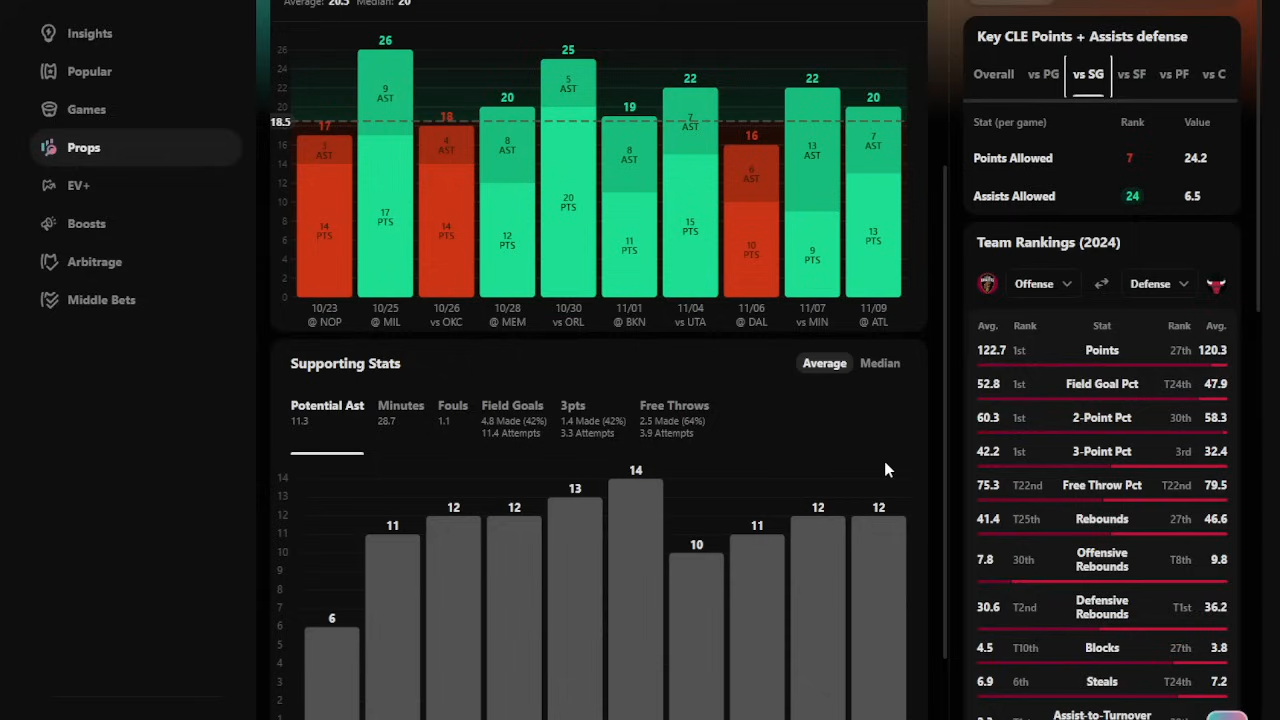 Insights
Popular
Games
Props
EV+
Boosts
Arbitrage
Middle Bets
Average: 20.5 Median: 20
26
24
22
20
18.5
16
14
12
10
8
6
4
2
0
17
3
AST
14
PTS
26
9
AST
17
PTS
18
4
AST
14
PTS
20
8
AST
12
PTS
25
5
AST
20
PTS
19
8
AST
11
PTS
22
7
AST
15
PTS
16
6
AST
10
PTS
22
13
AST
9
PTS
20
7
AST
13
PTS
10/23 10/25 10/26 10/28 10/30 11/01 11/04 11/06 11/07 11/09
@ NOP @ MIL vs OKC @ MEM vs ORL @ BKN vs UTA @ DAL vs MIN @ ATL
Supporting Stats
Average Median
Potential Ast Minutes Fouls Field Goals 3pts Free Throws
11.3 28.7 1.1 4.8 Made (42%) 1.4 Made (42%) 2.5 Made (64%)
11.4 Attempts 3.3 Attempts 3.9 Attempts
14
13
12
11
10
9
8
7
6
5
4
3
2
1
6 11 12 12 13 14 10 11 12 12
Key CLE Points + Assists defense
Overall vs PG vs SG vs SF vs PF vs C
Stat (per game) Rank Value
Points Allowed 7 24.2
Assists Allowed 24 6.5
Team Rankings (2024)
Offense Defense
Avg. Rank Stat Rank Avg.
122.7 1st Points 27th 120.3
52.8 1st Field Goal Pct T24th 47.9
60.3 1st 2-Point Pct 30th 58.3
42.2 1st 3-Point Pct 3rd 32.4
75.3 T22nd Free Throw Pct T22nd 79.5
41.4 T25th Rebounds 27th 46.6
7.8 30th Offensive Rebounds T8th 9.8
30.6 T2nd Defensive Rebounds T1st 36.2
4.5 T10th Blocks 27th 3.8
6.9 6th Steals T24th 7.2
Assist-to-Turnover